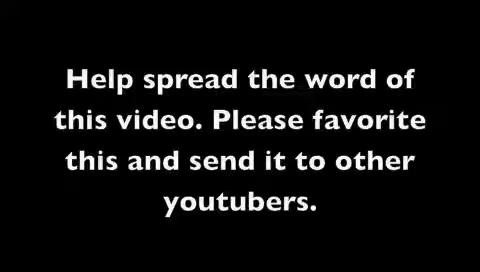 Help spread the word of
this video. Please favorite
this and send it to other
youtubers.